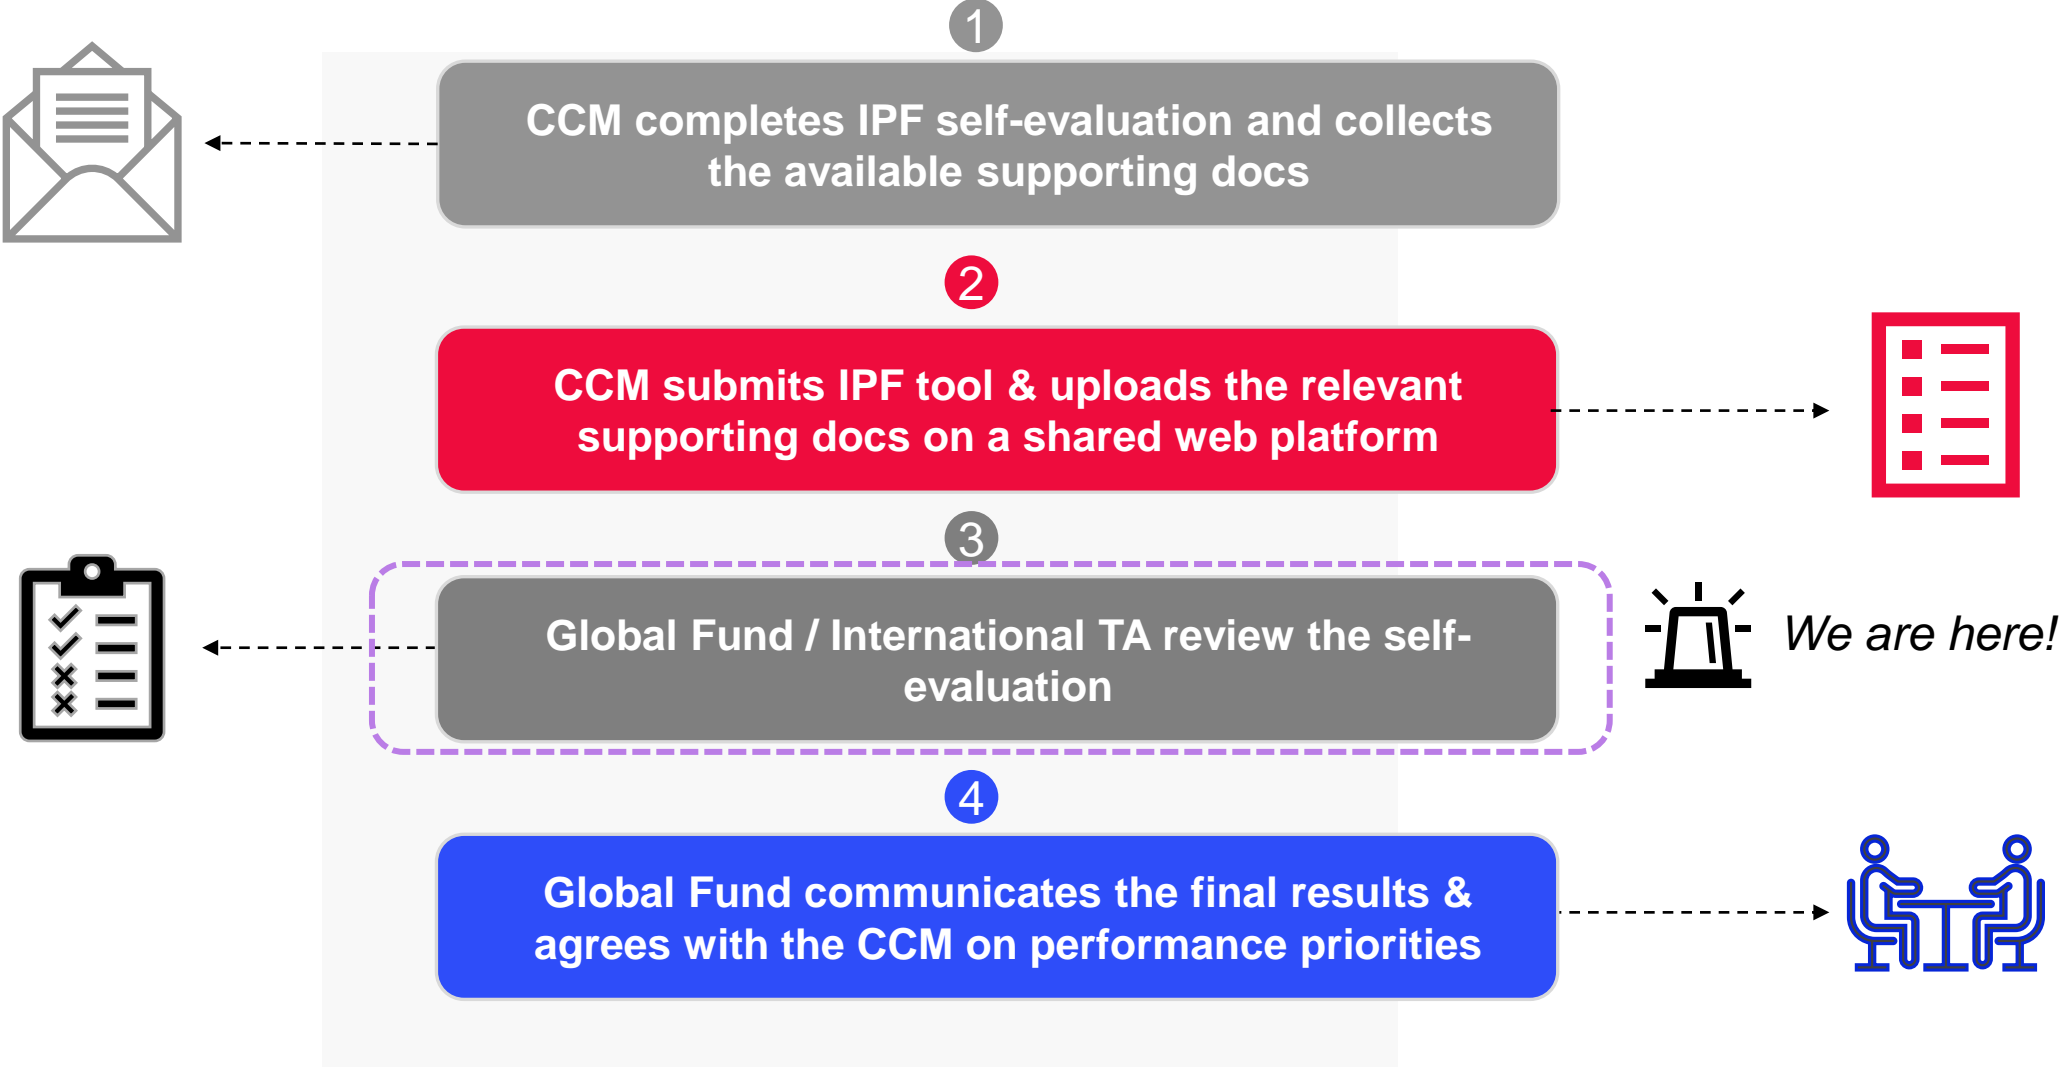 1
CCM completes IPF self-evaluation and collects
the available supporting docs
2
CCM submits IPF tool & uploads the relevant
supporting docs on a shared web platform
3
Global Fund / International TA review the self-
evaluation
We are here!
4
Global Fund communicates the final results &
agrees with the CCM on performance priorities